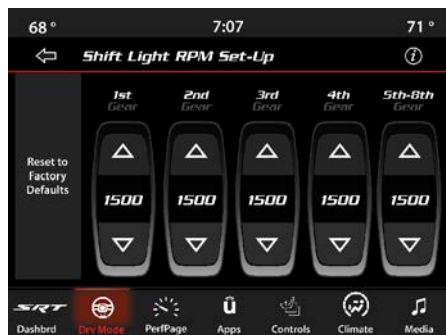 68 °
7:07
71 °
Shift Light RPM Set-Up
i
1st 2nd 3rd 4th 5th-8th
Gear Gear Gear Gear Gear
Reset to
Factory
Defaults
1500 1500 1500 1500 1500
SRT ü
Dashbrd Drv Mode PerfPage Apps Controls Climate Media